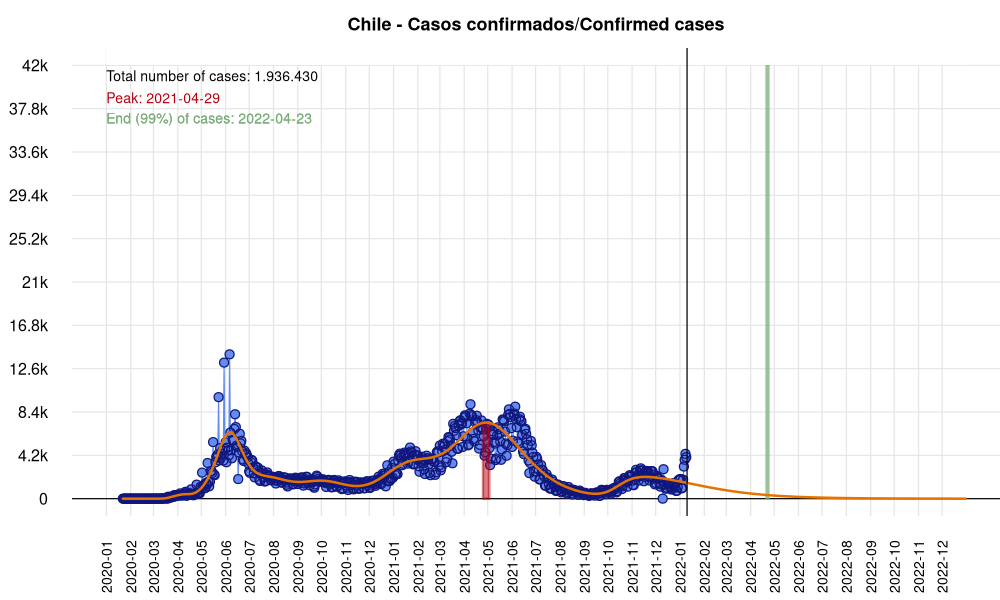 Chile - Casos confirmados/Confirmed cases
Total number of cases: 1.936.430
Peak: 2021-04-29
End (99%) of cases: 2022-04-23
42k
37.8k
33.6k
29.4k
25.2k
21k
16.8k
12.6k
8.4k
4.2k
0
2020-01
2020-02
2020-03
2020-04
2020-05
2020-06
2020-07
2020-08
2020-09
2020-10
2020-11
2020-12
2021-01
2021-02
2021-03
2021-04
2021-05
2021-06
2021-07
2021-08
2021-09
2021-10
2021-11
2021-12
2022-01
2022-02
2022-03
2022-04
2022-05
2022-06
2022-07
2022-08
2022-09
2022-10
2022-11
2022-12